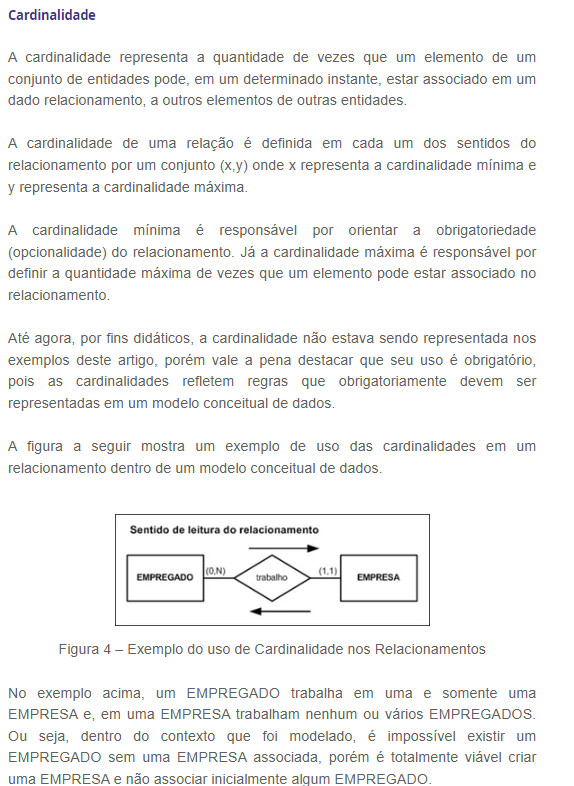 Cardinalidade
A cardinalidade representa a quantidade de vezes que um elemento de um
conjunto de entidades pode, em um determinado instante, estar associado em um
dado relacionamento, a outros elementos de outras entidades.
A cardinalidade de uma relação é definida em cada um dos sentidos do
relacionamento por um conjunto (x,y) onde x representa a cardinalidade mínima e
y representa a cardinalidade máxima.
A cardinalidade mínima é responsável por orientar a obrigatoriedade
(opcionalidade) do relacionamento. Já a cardinalidade máxima é responsável por
definir a quantidade máxima de vezes que um elemento pode estar associado no
relacionamento.
Até agora, por fins didáticos, a cardinalidade não estava sendo representada nos
exemplos deste artigo, porém vale a pena destacar que seu uso é obrigatório,
pois as cardinalidades refletem regras que obrigatoriamente devem ser
representadas em um modelo conceitual de dados.
A figura a seguir mostra um exemplo de uso das cardinalidades em um
relacionamento dentro de um modelo conceitual de dados.
Sentido de leitura do relacionamento
EMPREGADO (0,N) trabalho (1,1) EMPRESA
Figura 4 – Exemplo do uso de Cardinalidade nos Relacionamentos
No exemplo acima, um EMPREGADO trabalha em uma e somente uma
EMPRESA e, em uma EMPRESA trabalham nenhum ou vários EMPREGADOS.
Ou seja, dentro do contexto que foi modelado, é impossível existir um
EMPREGADO sem uma EMPRESA associada, porém é totalmente viável criar
uma EMPRESA e não associar inicialmente algum EMPREGADO.